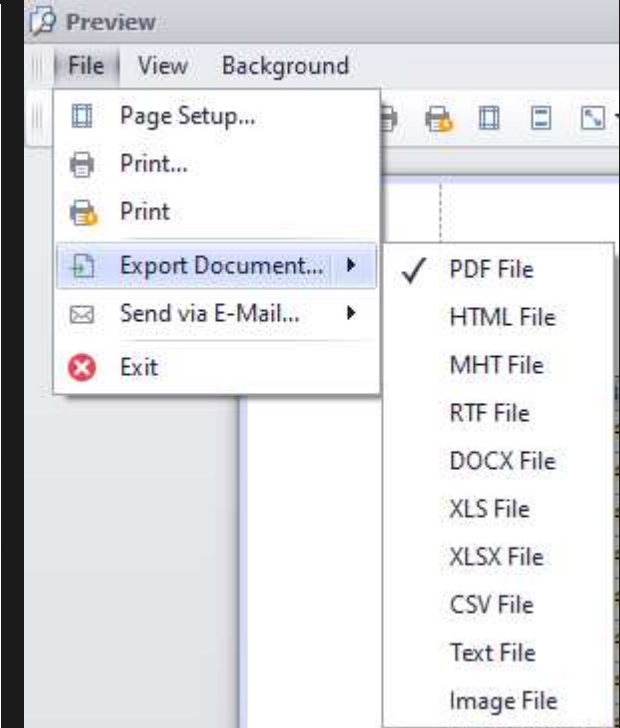 Preview
File View Background
Page Setup...
Print...
Print
Export Document...
Send via E-Mail...
Exit
PDF File
HTML File
MHT File
RTF File
DOCX File
XLS File
XLSX File
CSV File
Text File
Image File